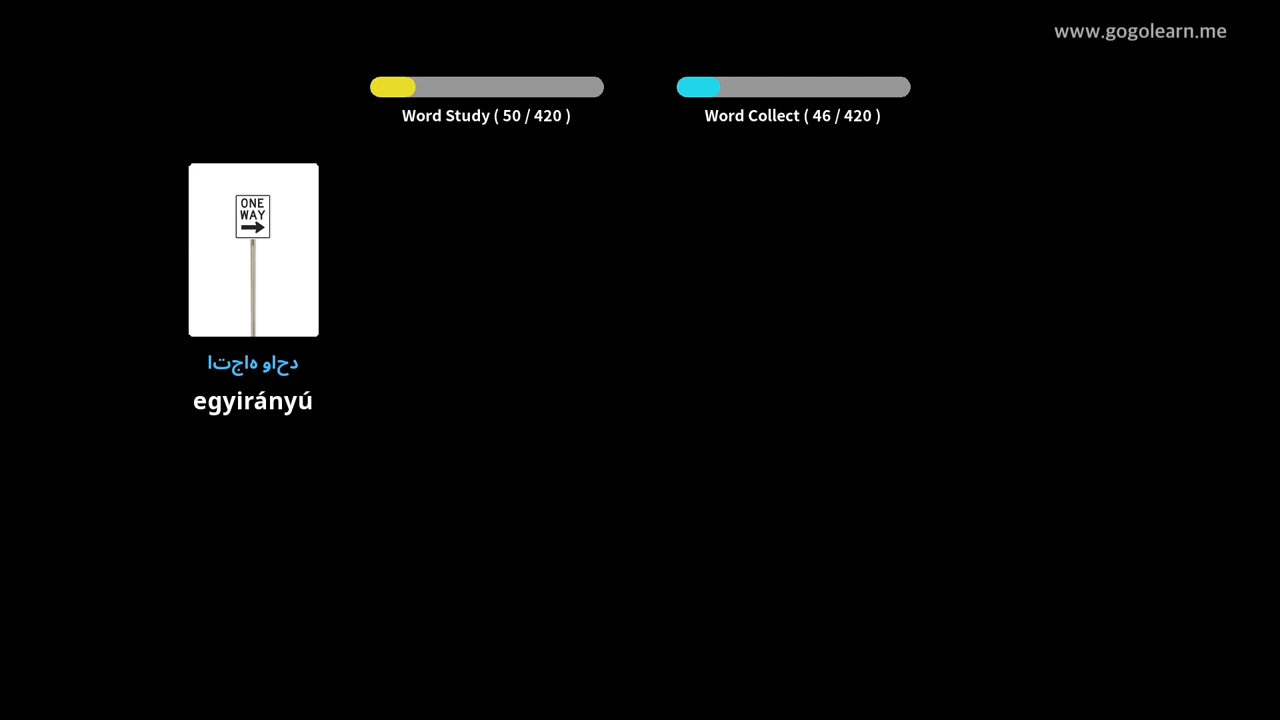 www.gogolearn.me
Word Study ( 50 / 420 )
Word Collect ( 46 / 420 )
ONE
WAY
دحاو هاجتا
egyirányú